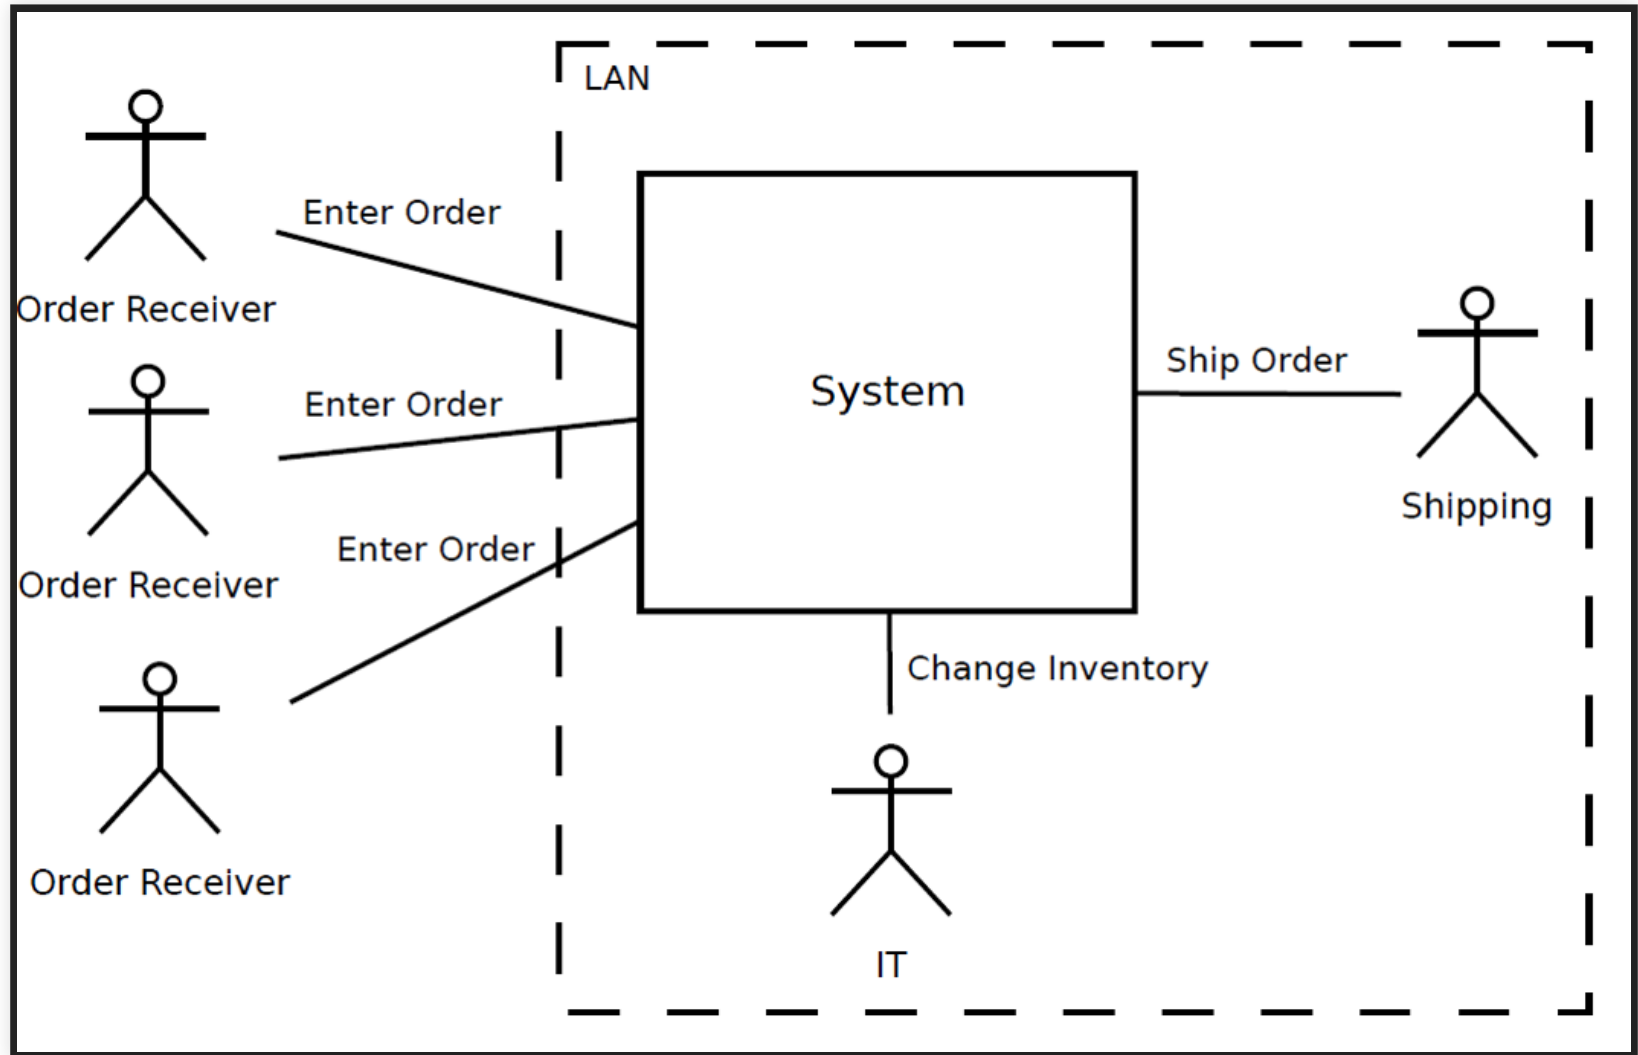 LAN
Enter Order
Order Receiver
Enter Order
Order Receiver
Enter Order
Order Receiver
System
Ship Order
Shipping
Change Inventory
IT